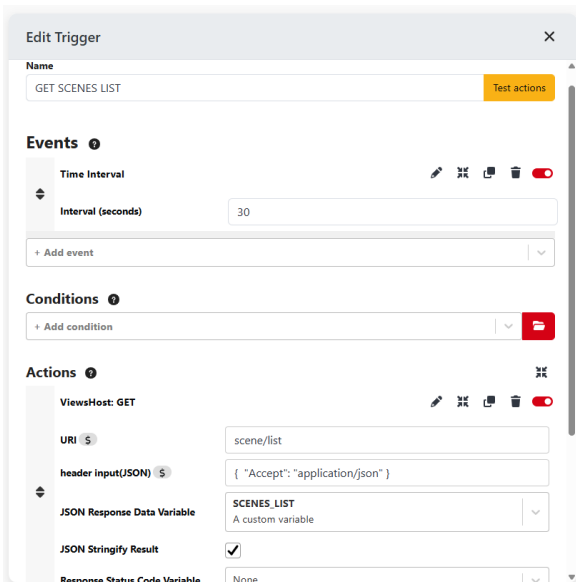 Edit Trigger
Name
GET SCENES LIST
Test actions
Events
Time Interval
Interval (seconds)
30
+ Add event
Conditions
+ Add condition
Actions
ViewsHost: GET
URI $
scene/list
header input(JSON) $
{ "Accept": "application/json" }
JSON Response Data Variable
SCENES_LIST
A custom variable
JSON Stringify Result
Response Status Code Variable
None